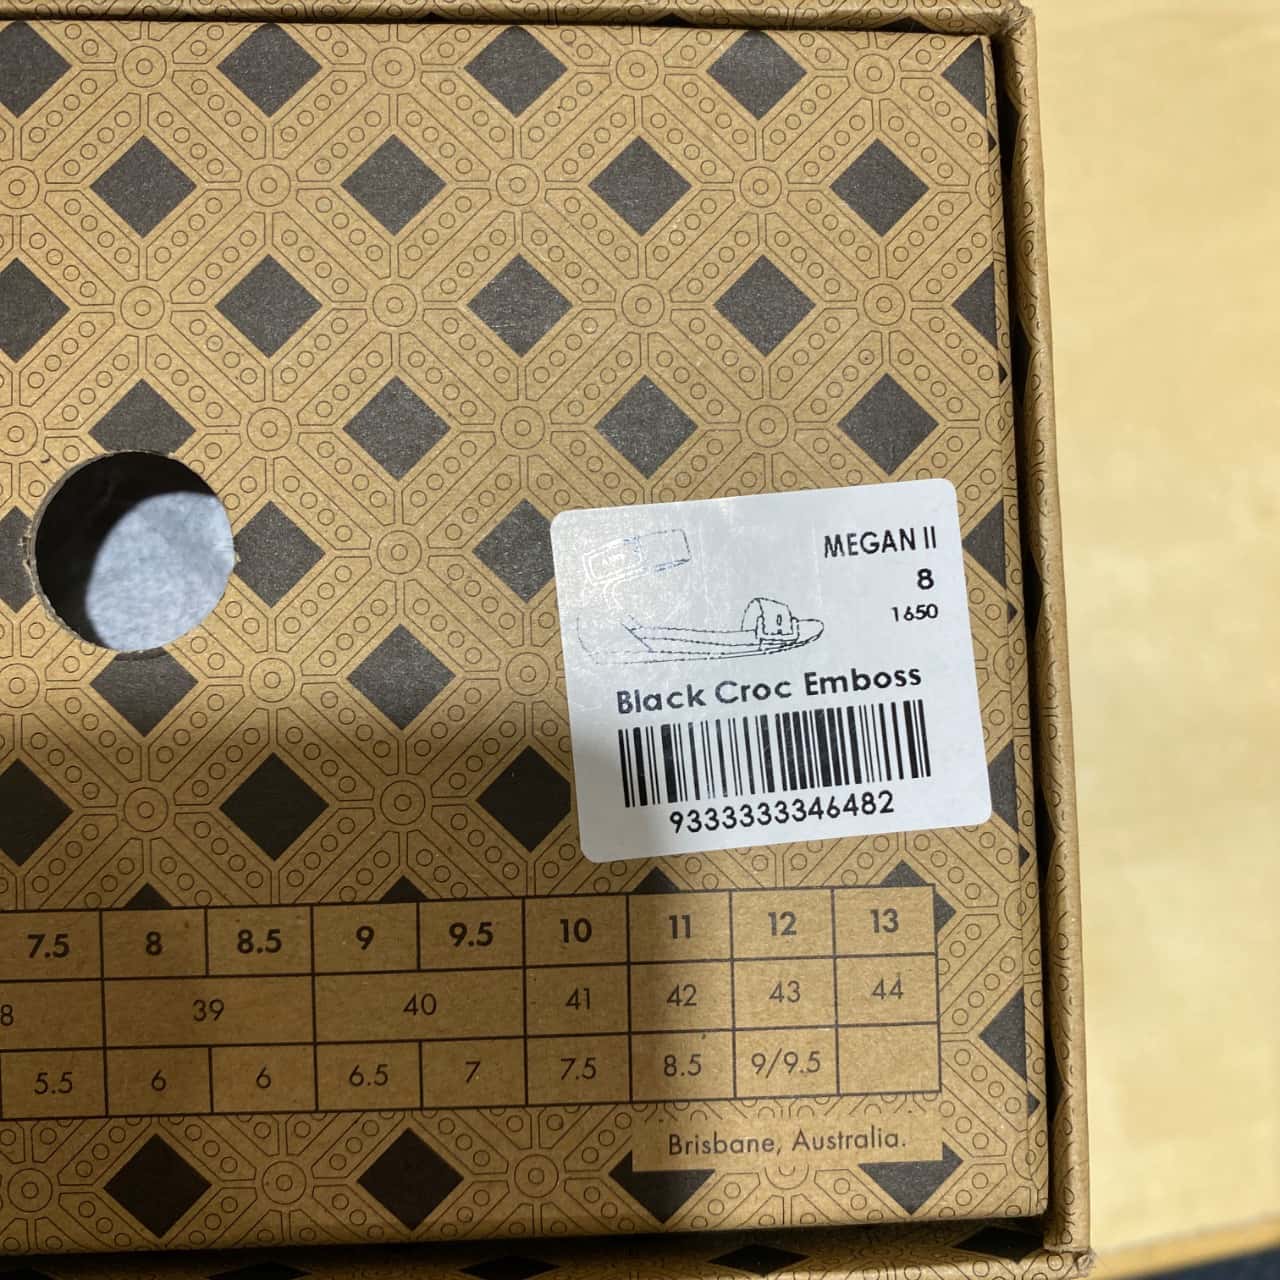 MEGAN II
8
1650
Black Croc Emboss
9333333346482
7.5 8 8.5 9 9.5 10 11 12 13
8 39 40 41 42 43 44
5.5 6 6 6.5 7 7.5 8.5 9/9.5
Brisbane, Australia.